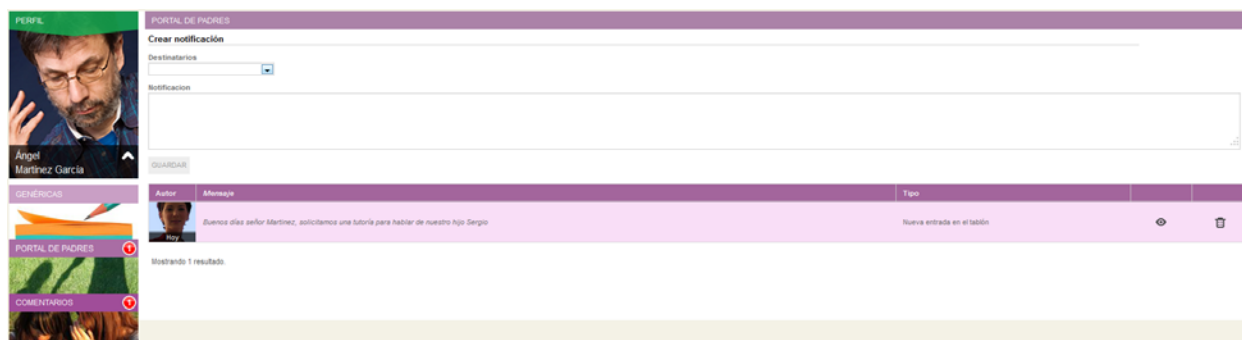 PERFIL
Ángel
Martinez García
GENÉRICAS
PORTAL DE PADRES
COMENTARIOS
PORTAL DE PADRES
Crear notificación
Destinatarios
Notificacion
GUARDAR
Autor Mensaje Tipo
Hoy
Buenos días señor Martinez, solicitamos una tutoría para hablar de nuestro hijo Sergio Nueva entrada en el tablón
Mostrando 1 resultado.